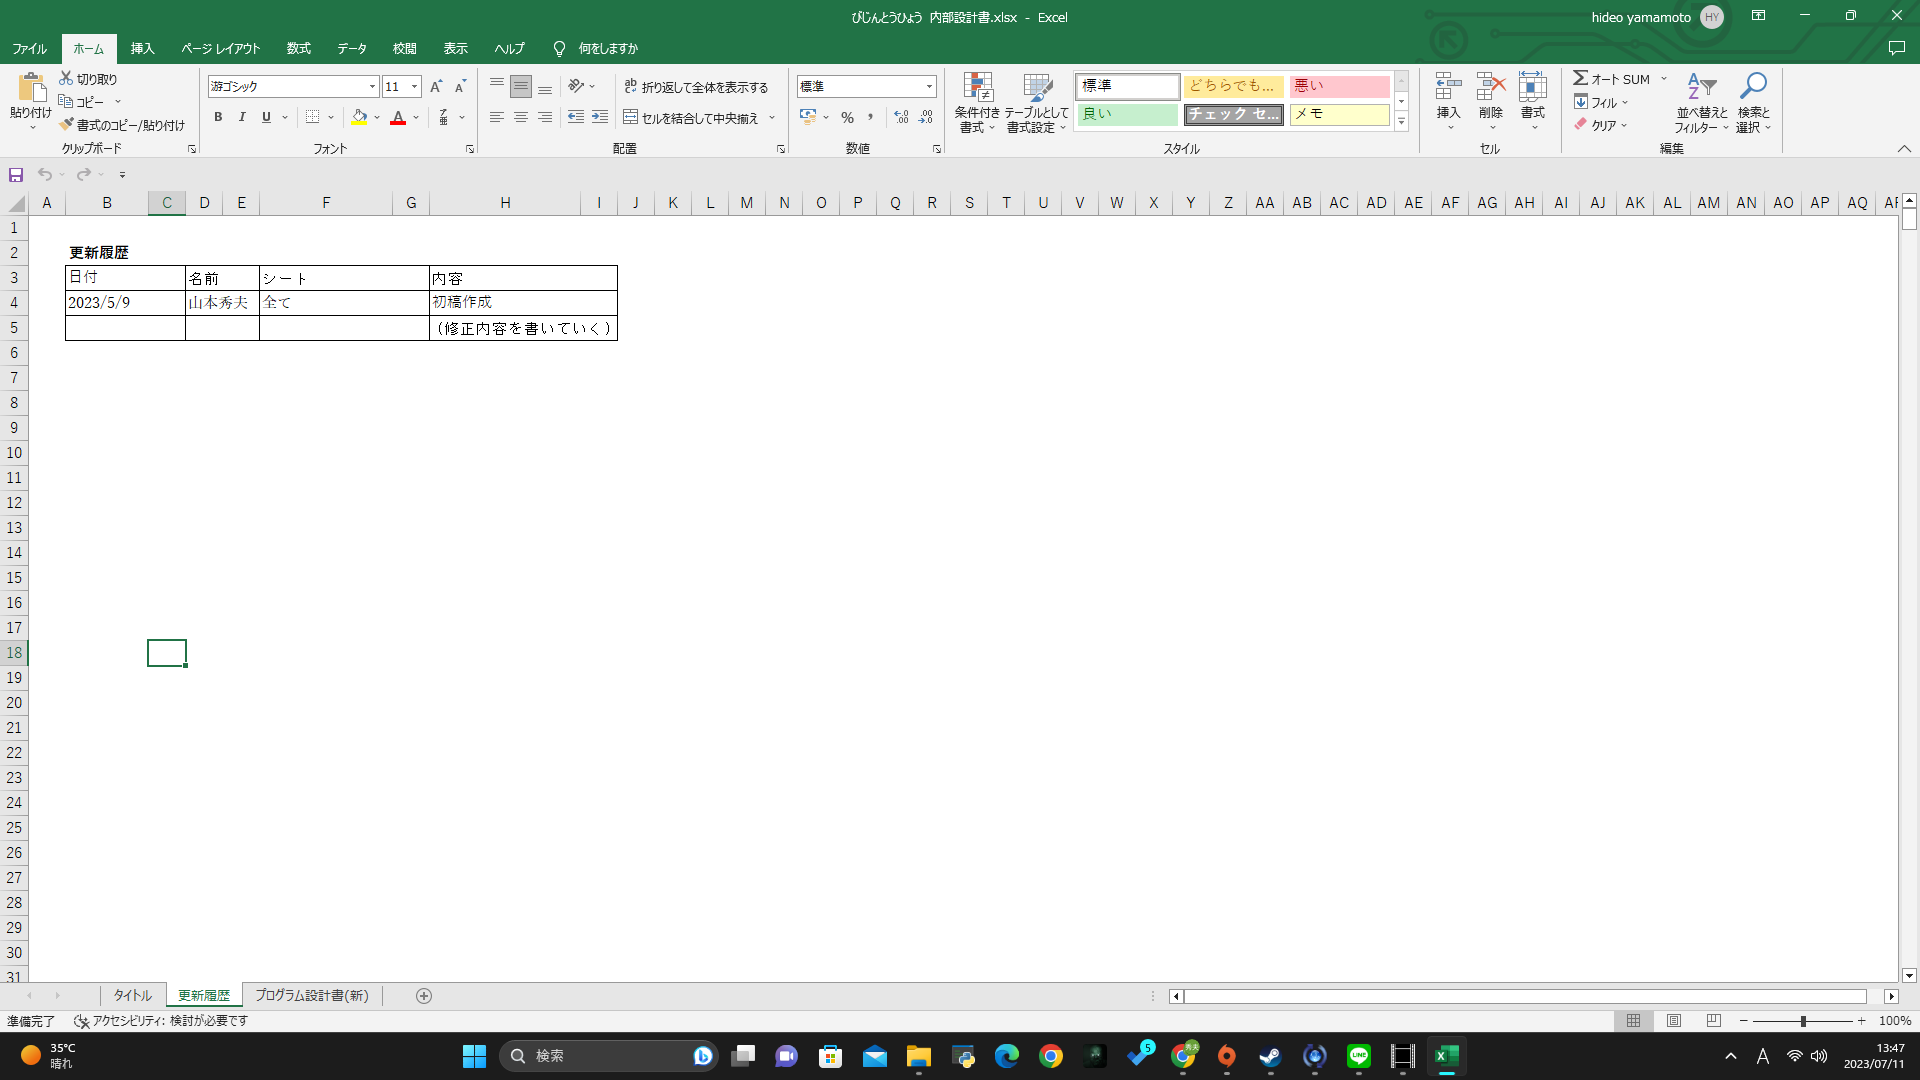 びじんとうひょう 内部設計書.xlsx - Excel
hideo yamamoto HY
ファイル ホーム 挿入 ページ レイアウト 数式 データ 校閲 表示 ヘルプ 何をしますか
貼り付け 切り取り コピー 書式のコピー/貼り付け
クリップボード
游ゴシック 11
B I U
フォント
折り返して全体を表示する
セルを結合して中央揃え
配置
標準
数値
条件付き書式 テーブルとして書式設定
標準 どちらでも... 悪い
良い チェック セ... メモ
スタイル
挿入 削除 書式
セル
オート SUM
フィル
クリア
並べ替えとフィルター 検索と選択
編集
A B C D E F G H I J K L M N O P Q R S T U V W X Y Z AA AB AC AD AE AF AG AH AI AJ AK AL AM AN AO AP AQ
1
2 更新履歴
3 日付 名前 シート 内容
4 2023/5/9 山本秀夫 全て 初稿作成
5 (修正内容を書いていく)
6
7
8
9
10
11
12
13
14
15
16
17
18
19
20
21
22
23
24
25
26
27
28
29
30
31
タイトル 更新履歴 プログラム設計書(新)
準備完了 アクセシビリティ: 検討が必要です 100%
35°C
晴れ
検索
5
秀夫
LINE
A
13:47
2023/07/11